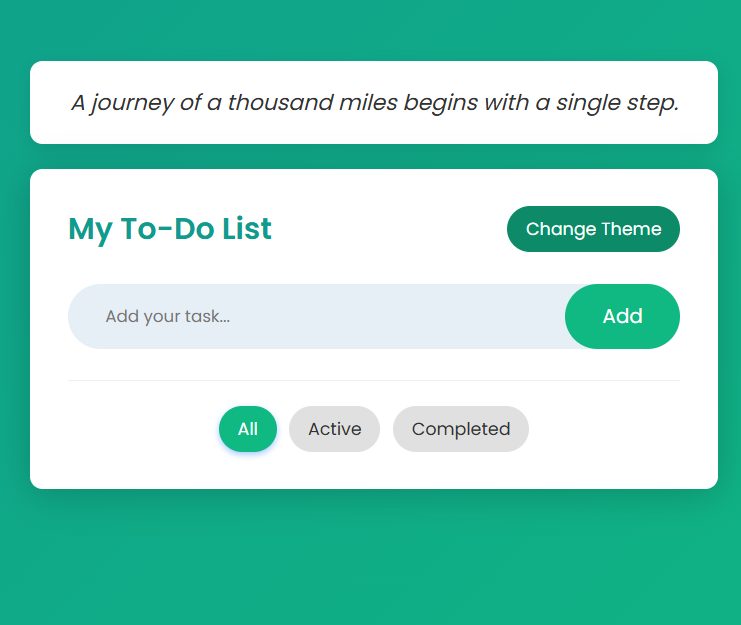 A journey of a thousand miles begins with a single step.
My To-Do List
Change Theme
Add your task...
Add
All
Active
Completed